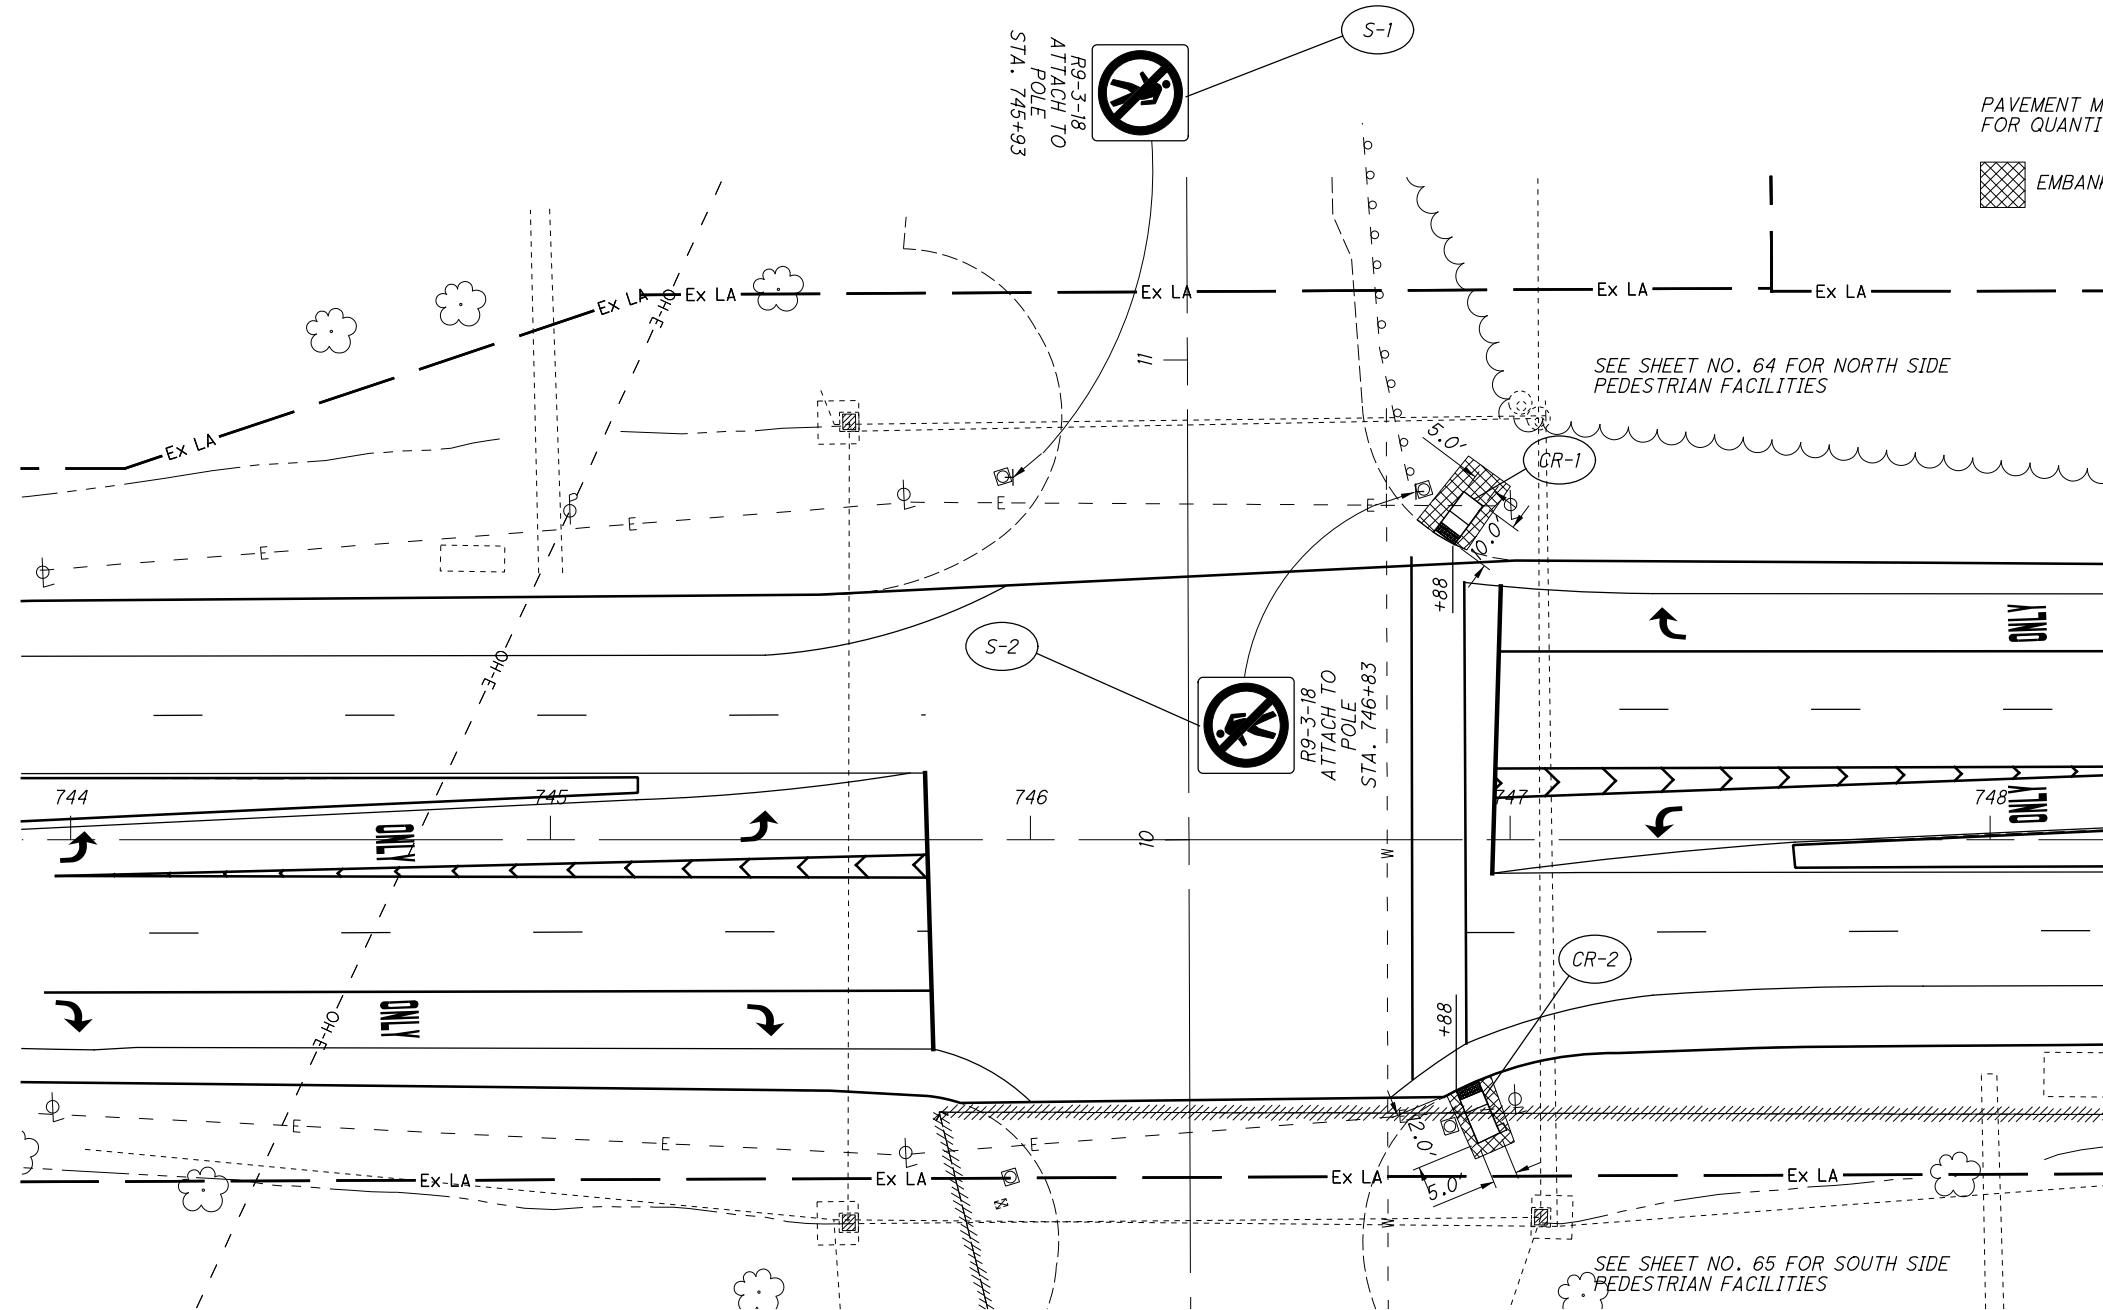 S-1
R9-3-18
ATTACH TO
POLE
STA. 745+93
PAVEMENT M
FOR QUANTI
EMBAN
Ex LA
Ex LA
Ex LA
Ex LA
Ex LA
Ex LA
OH-E
11
SEE SHEET NO. 64 FOR NORTH SIDE
PEDESTRIAN FACILITIES
5.0'
CR-1
E
E
E
E
10.0'
+88
ONLY
S-2
OH-E
R9-3-18
ATTACH TO
POLE
STA. 746+83
744
745
746
747
748
ONLY
ONLY
10
W
CR-2
ONLY
OH-E
+88
E
E
E
12.0'
5.0'
Ex LA
Ex LA
Ex LA
Ex LA
W
SEE SHEET NO. 65 FOR SOUTH SIDE
PEDESTRIAN FACILITIES